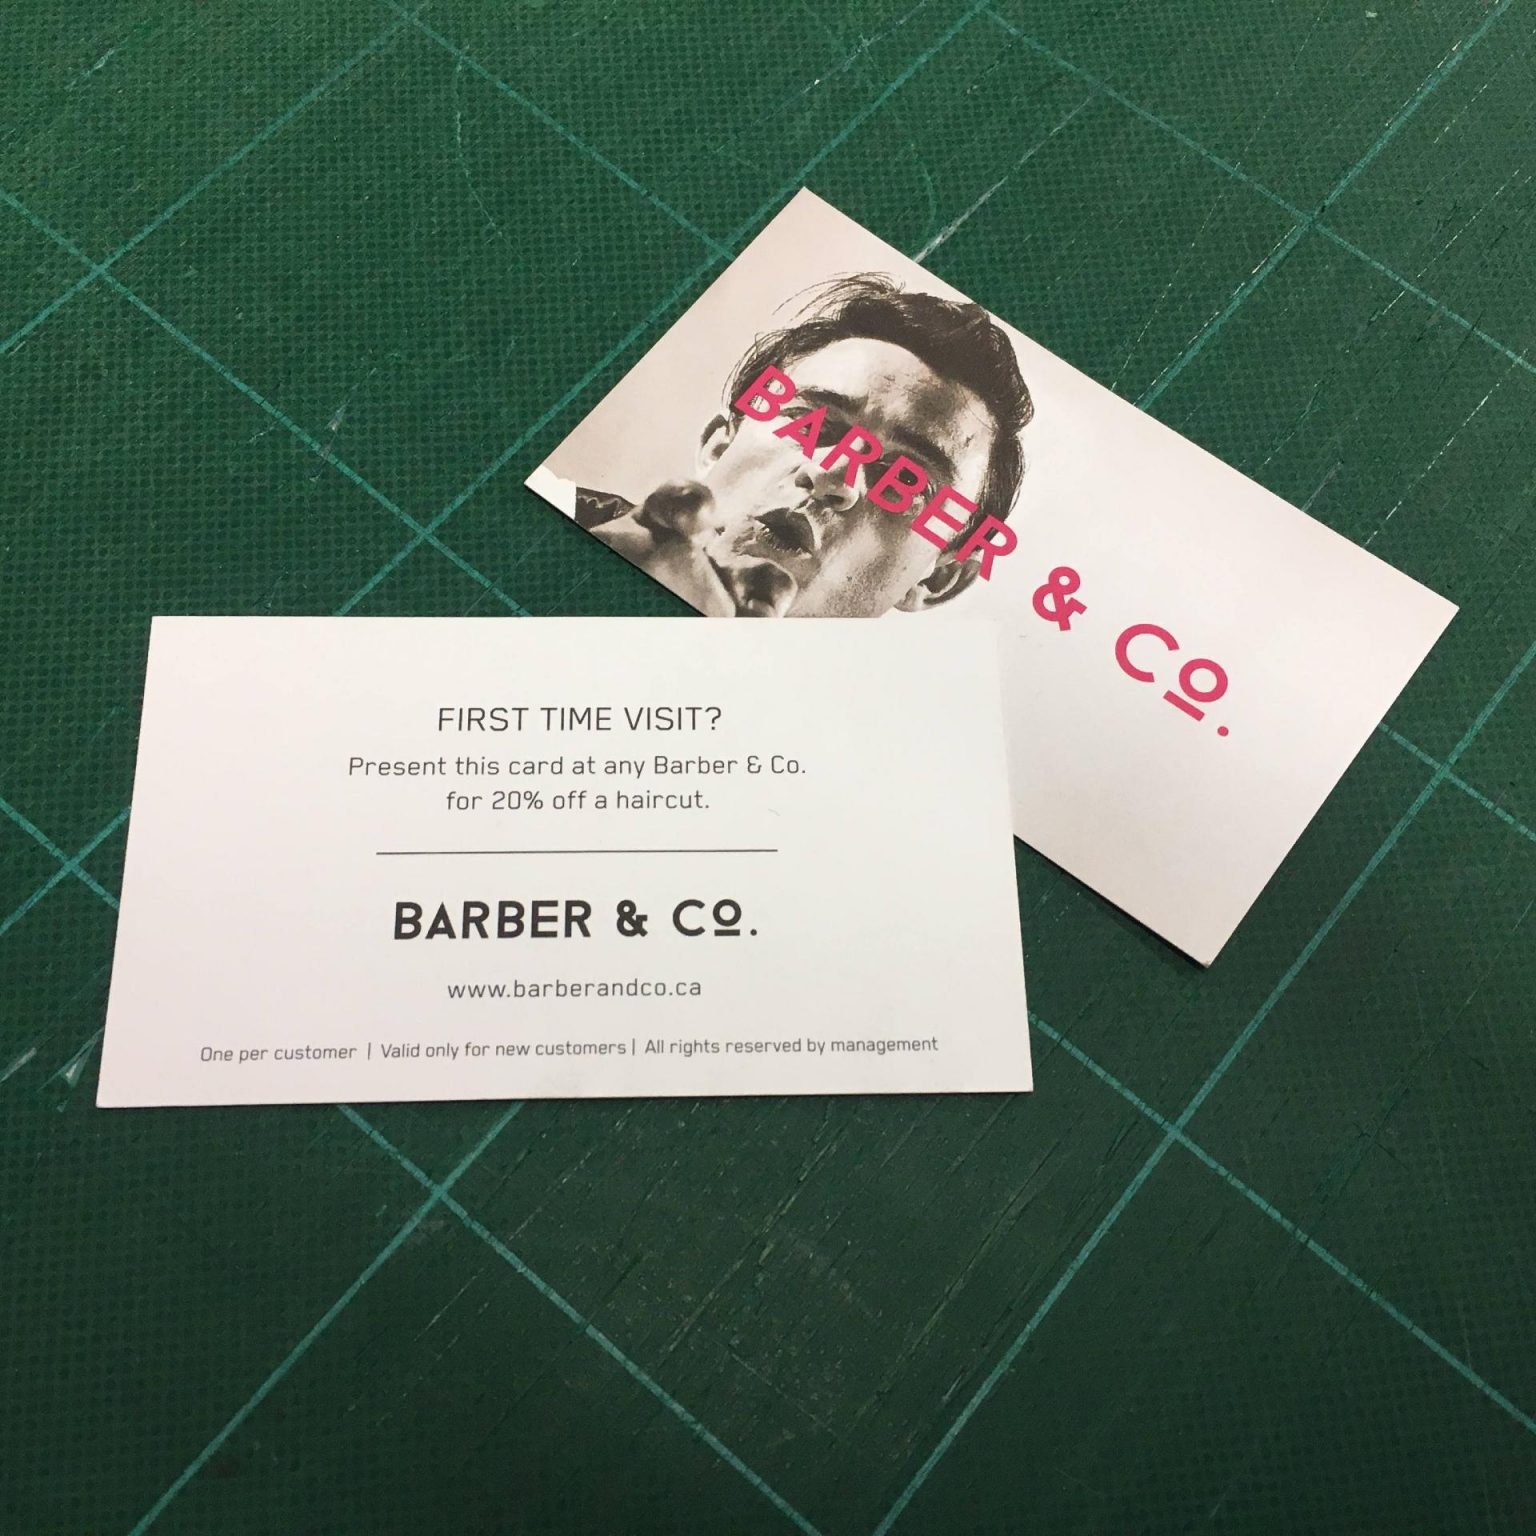 BARBER & Co.
FIRST TIME VISIT?
Present this card at any Barber & Co.
for 20% off a haircut.
BARBER & Co.
www.barberandco.ca
One per customer | Valid only for new customers | All rights reserved by management